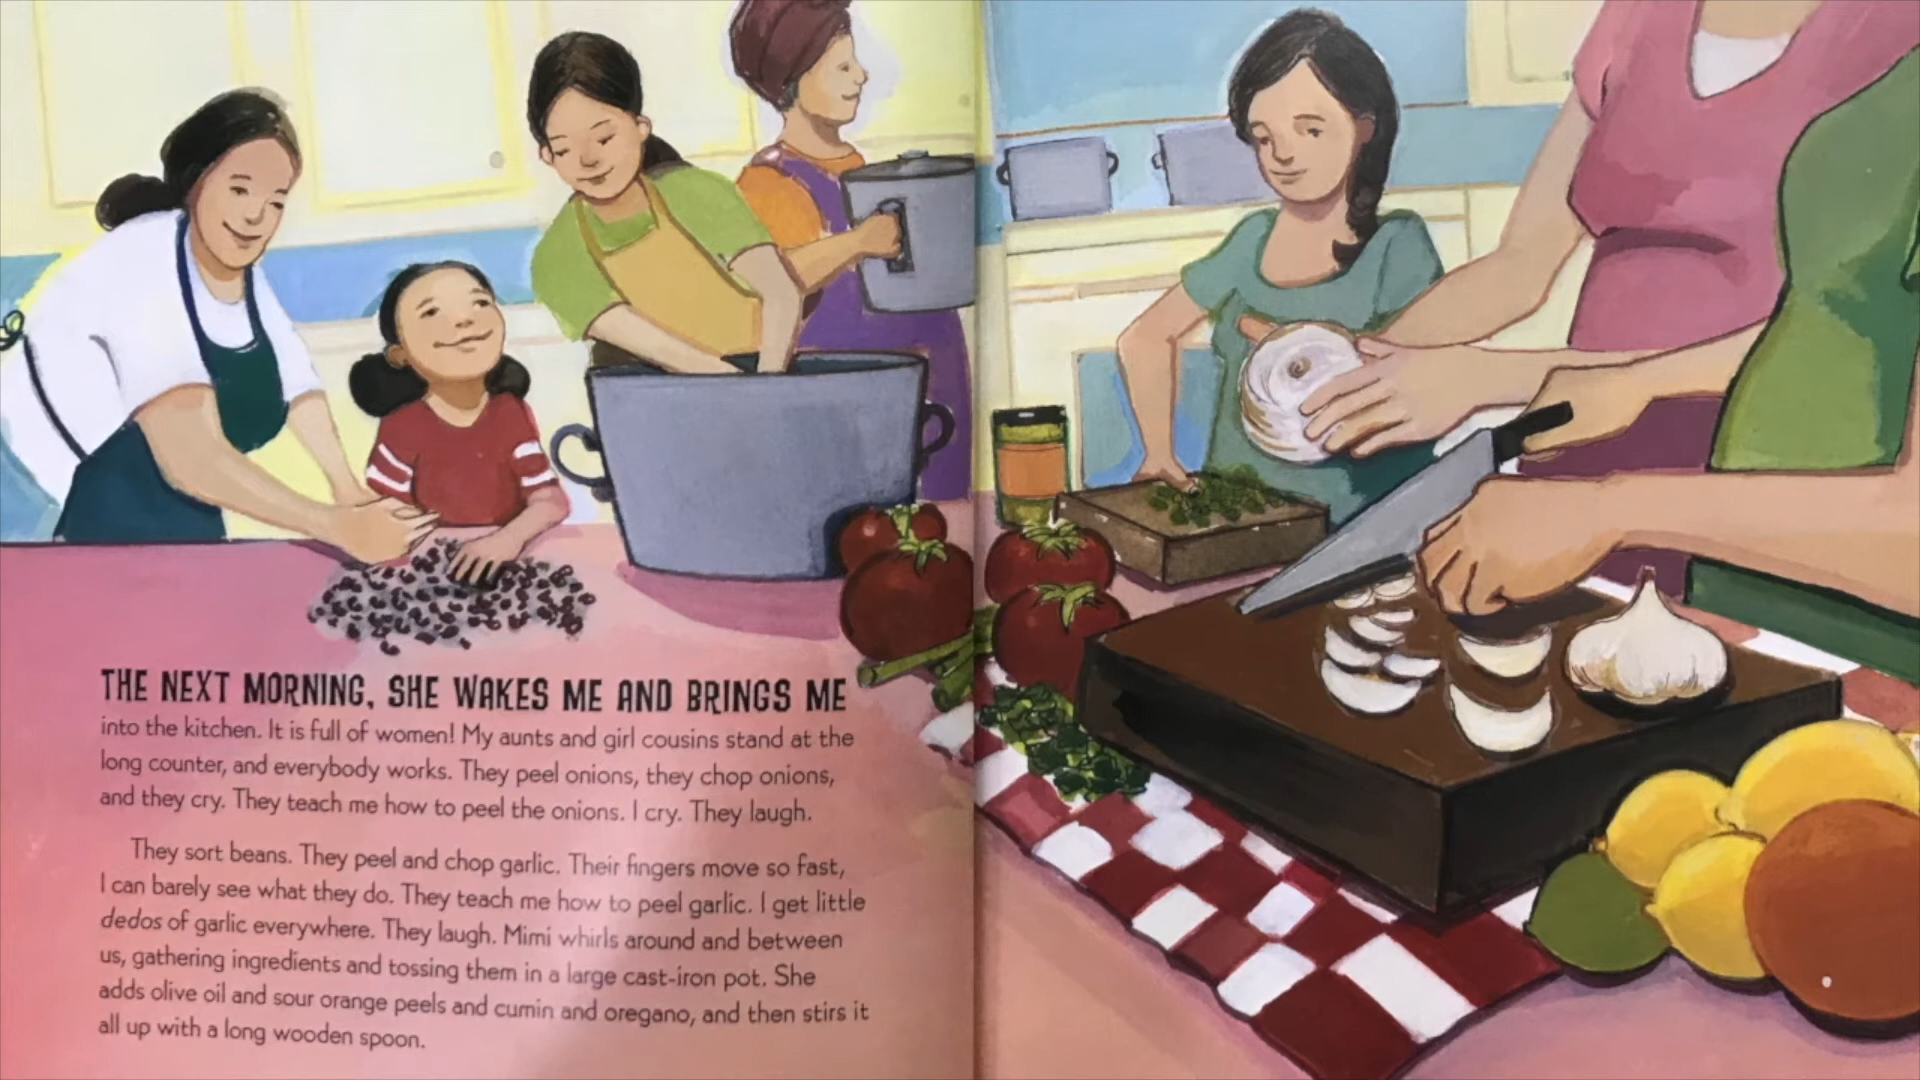 THE NEXT MORNING, SHE WAKES ME AND BRINGS ME
into the kitchen. It is full of women! My aunts and girl cousins stand at the
long counter, and everybody works. They peel onions, they chop onions,
and they cry. They teach me how to peel the onions. I cry. They laugh.
They sort beans. They peel and chop garlic. Their fingers move so fast,
I can barely see what they do. They teach me how to peel garlic. I get little
dedos of garlic everywhere. They laugh. Mimi whirls around and between
us, gathering ingredients and tossing them in a large cast-iron pot. She
adds olive oil and sour orange peels and cumin and oregano, and then stirs it
all up with a long wooden spoon.